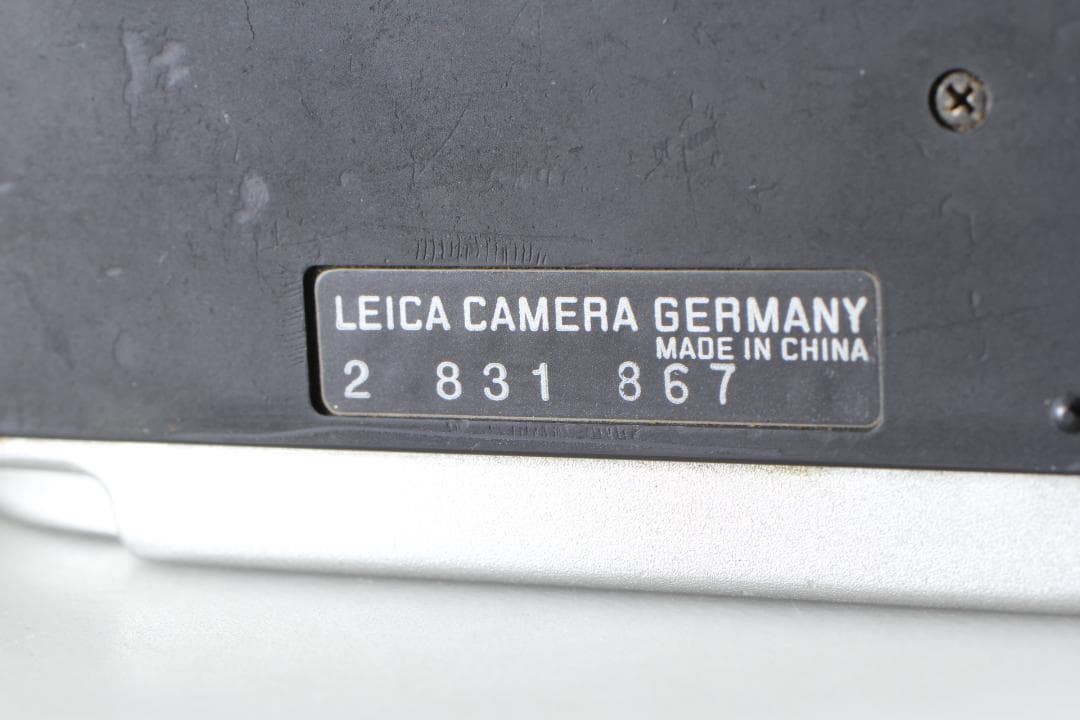 LEICA CAMERA GERMANY
MADE IN CHINA
2 831 867